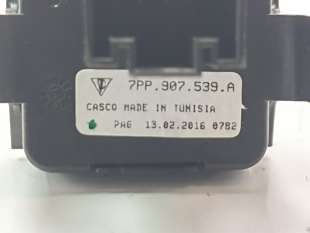 7PP.907.539.A
CASCO MADE IN TUNISIA
PAG 13.02.2016 0782